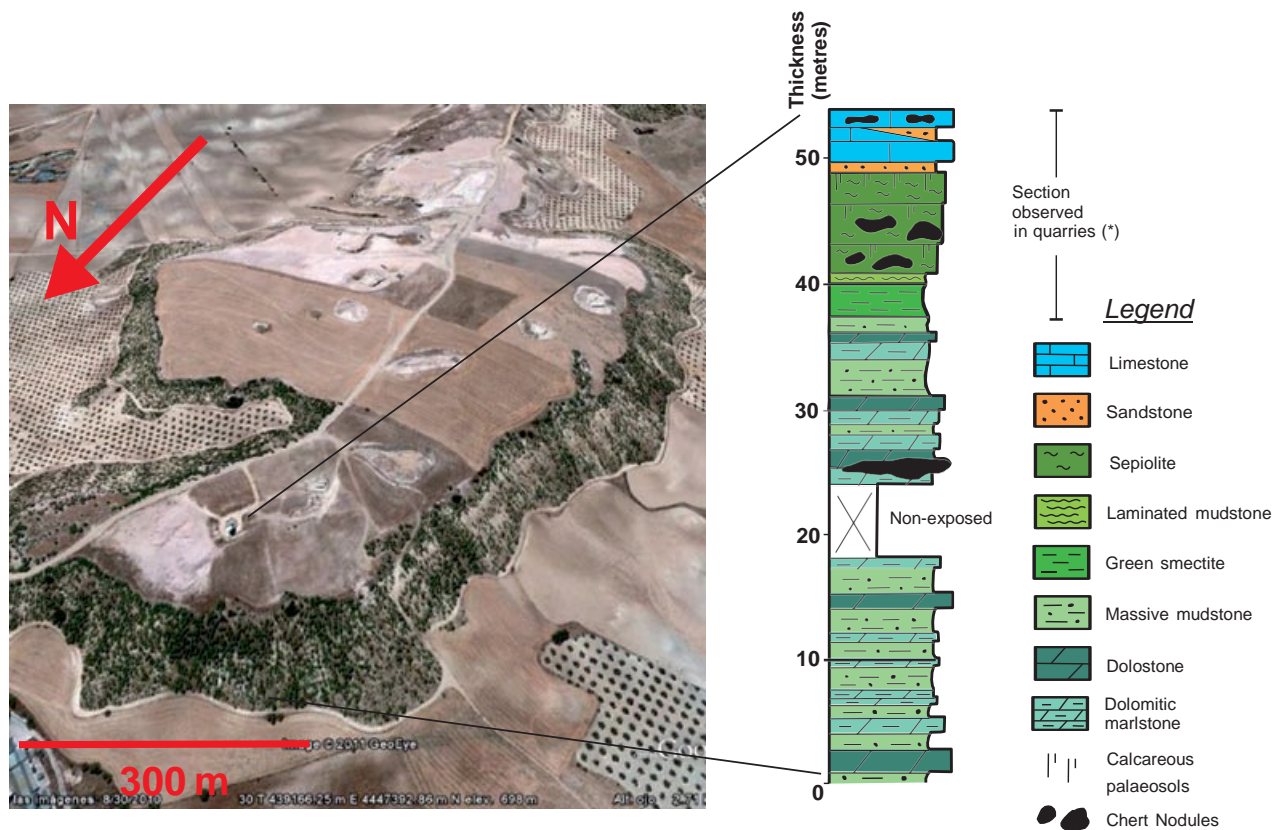 Thickness
(metres)
N
300 m
Image © 2011 GeoEye
30 T 439166.25 m E 4447392.86 m N elev. 698 m
50
40
30
20
10
0
Non-exposed
Section
observed
in quarries (*)
Legend
Limestone
Sandstone
Sepiolite
Laminated mudstone
Green smectite
Massive mudstone
Dolostone
Dolomitic
marlstone
Calcareous
palaeosols
Chert Nodules